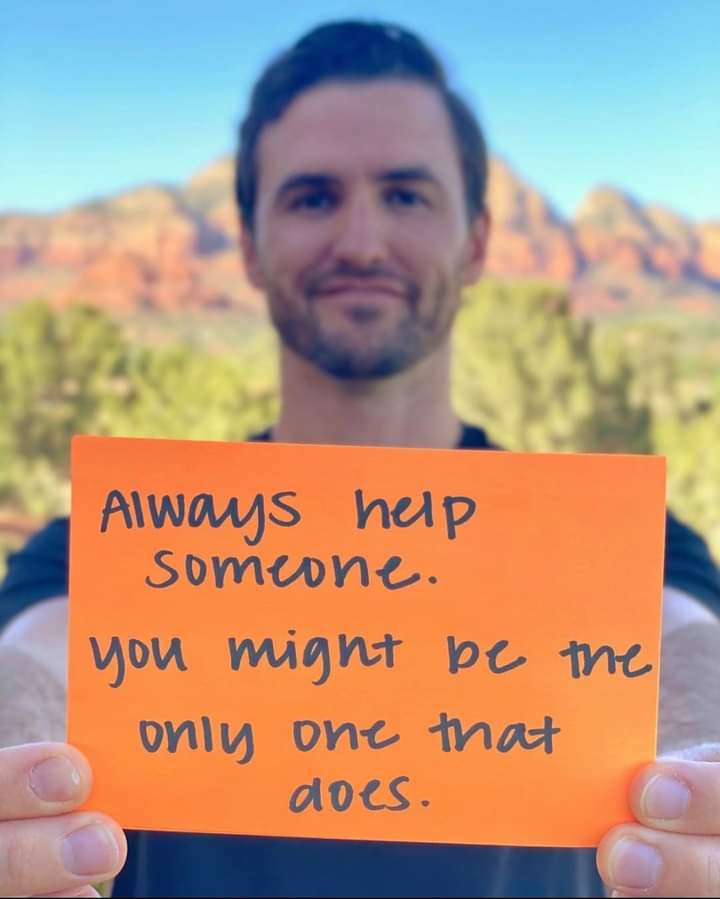 Always help
someone.
you might be the
only one that
does.